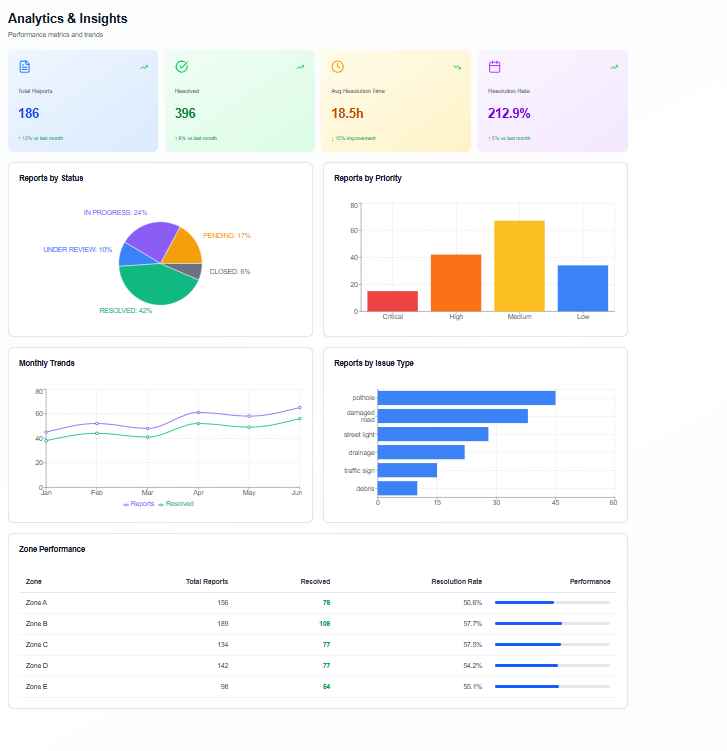 Analytics & Insights
Performance metrics and trends
Total Reports
186
↑ 12% vs last month
Resolved
396
↑ 8% vs last month
Avg Resolution Time
18.5h
↓ 15% improvement
Resolution Rate
212.9%
↑ 5% vs last month
Reports by Status
IN PROGRESS: 24%
PENDING: 17%
UNDER REVIEW: 10%
CLOSED: 6%
RESOLVED: 42%
Reports by Priority
80
60
40
20
0
Critical High Medium Low
Monthly Trends
80
60
40
20
0
Jan Feb Mar Apr May Jun
Reports Resolved
Reports by Issue Type
pothole
damaged
road
street light
drainage
traffic sign
debris
0 15 30 45 60
Zone Performance
Zone Total Reports Resolved Resolution Rate Performance
Zone A 156 79 50.6%
Zone B 189 109 57.7%
Zone C 134 77 57.5%
Zone D 142 77 54.2%
Zone E 98 54 55.1%